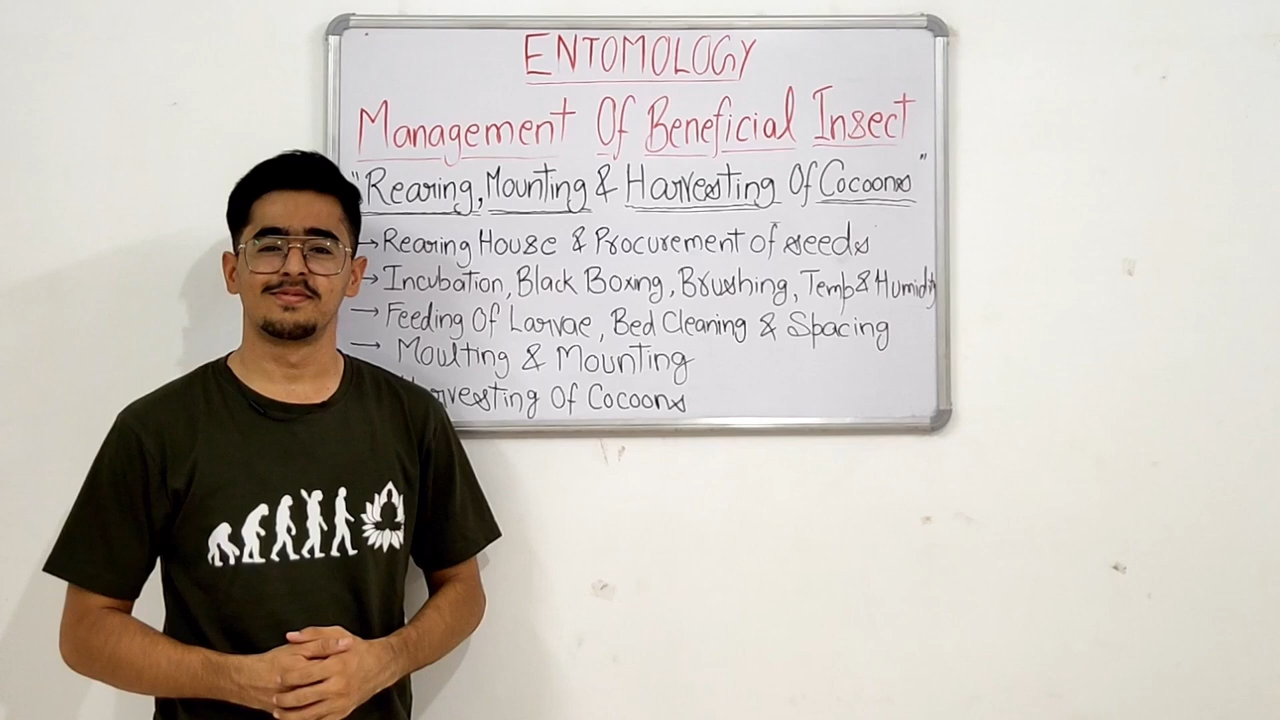 ENTOMOLOGY
Management Of Beneficial Insect
"Rearing, Mounting & Harvesting Of Cocoons"
→ Rearing House & Procurement of seeds
→ Incubation, Black Boxing, Brushing, Temp & Humidity
→ Feeding Of Larvae, Bed Cleaning & Spacing
→ Moulting & Mounting
Harvesting Of Cocoons